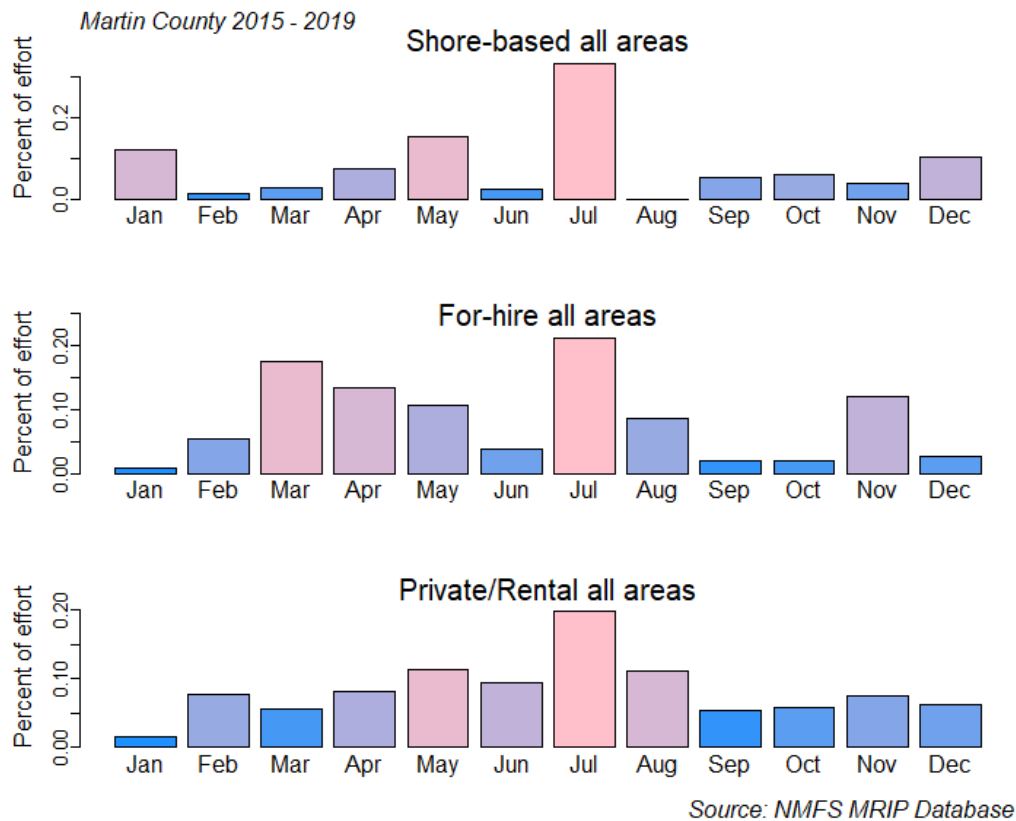 Martin County 2015 - 2019
Shore-based all areas
Percent of effort
0.2
0.0
Jan Feb Mar Apr May Jun Jul Aug Sep Oct Nov Dec
For-hire all areas
Percent of effort
0.20
0.10
0.00
Jan Feb Mar Apr May Jun Jul Aug Sep Oct Nov Dec
Private/Rental all areas
Percent of effort
0.20
0.10
0.00
Jan Feb Mar Apr May Jun Jul Aug Sep Oct Nov Dec
Source: NMFS MRIP Database